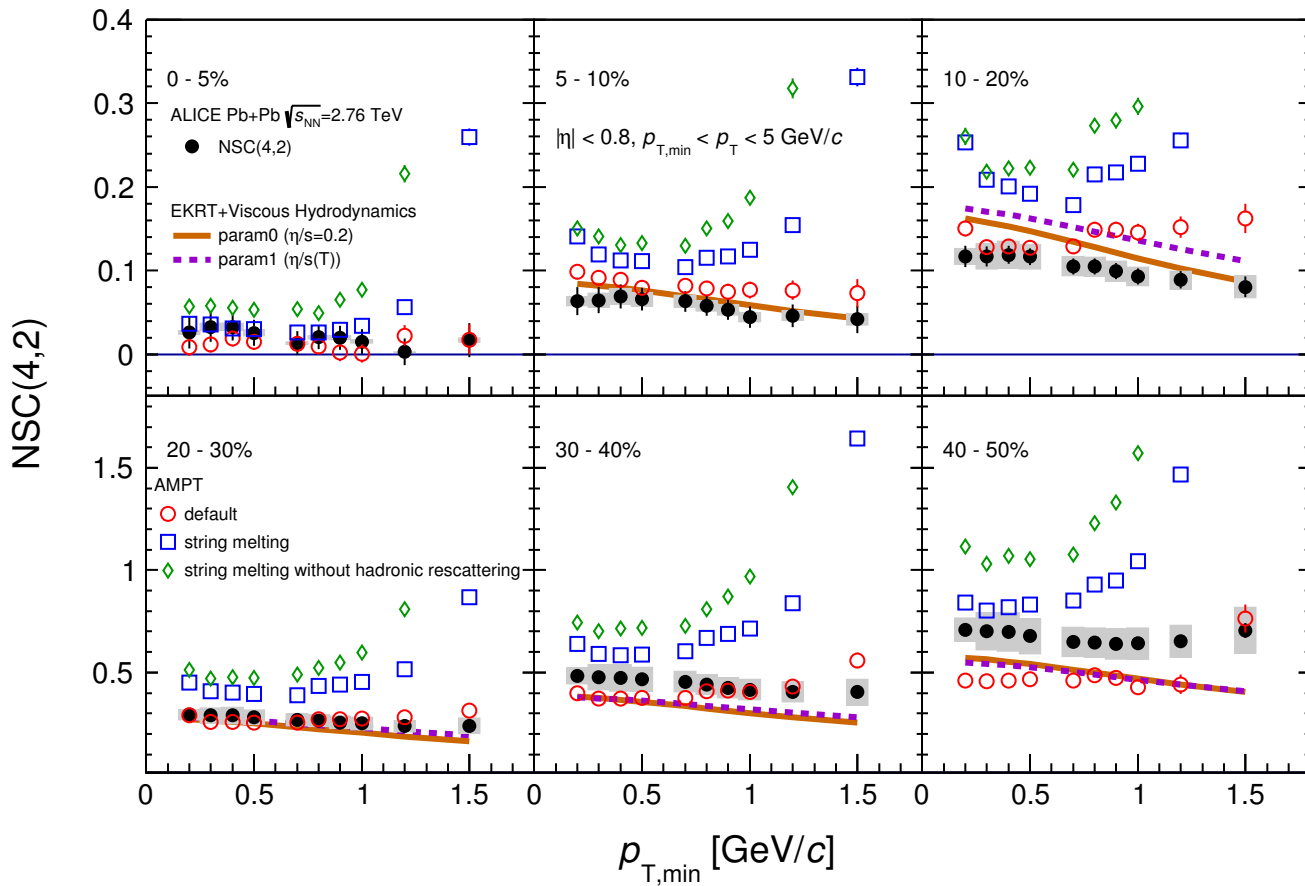 0.4
0.3
0.2
0.1
0
0 - 5%
ALICE Pb+Pb √s_NN=2.76 TeV
NSC(4,2)
EKRT+Viscous Hydrodynamics
param0 (η/s=0.2)
param1 (η/s(T))
5 - 10%
|η| < 0.8, p_T,min < p_T < 5 GeV/c
10 - 20%
NSC(4,2)
1.5
1
0.5
20 - 30%
AMPT
default
string melting
string melting without hadronic rescattering
30 - 40%
40 - 50%
0 0.5 1 1.5 0 0.5 1 1.5 0 0.5 1 1.5
p_T,min [GeV/c]